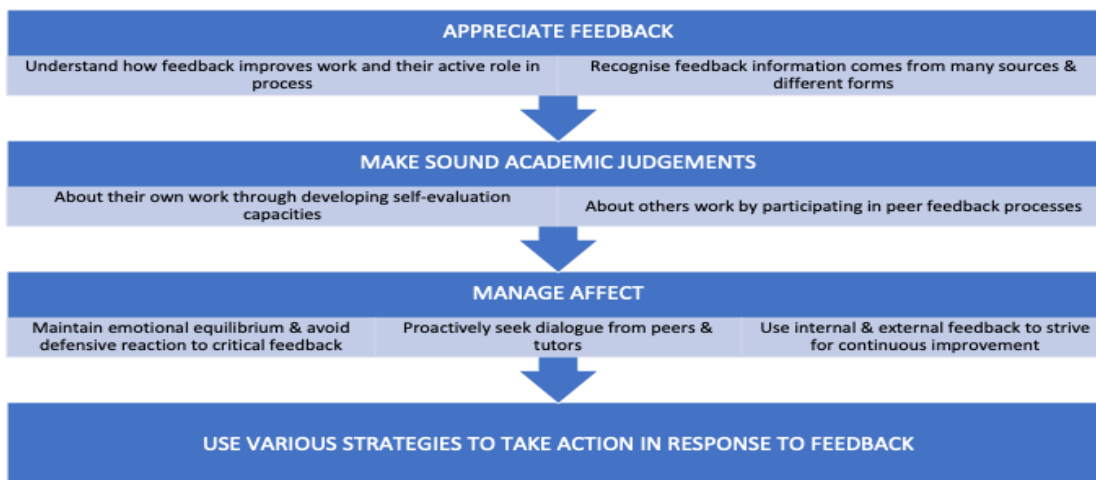 APPRECIATE FEEDBACK
Understand how feedback improves work and their active role in
process
Recognise feedback information comes from many sources &
different forms
MAKE SOUND ACADEMIC JUDGEMENTS
About their own work through developing self-evaluation
capacities
About others work by participating in peer feedback processes
MANAGE AFFECT
Maintain emotional equilibrium & avoid
defensive reaction to critical feedback
Proactively seek dialogue from peers &
tutors
Use internal & external feedback to strive
for continuous improvement
USE VARIOUS STRATEGIES TO TAKE ACTION IN RESPONSE TO FEEDBACK